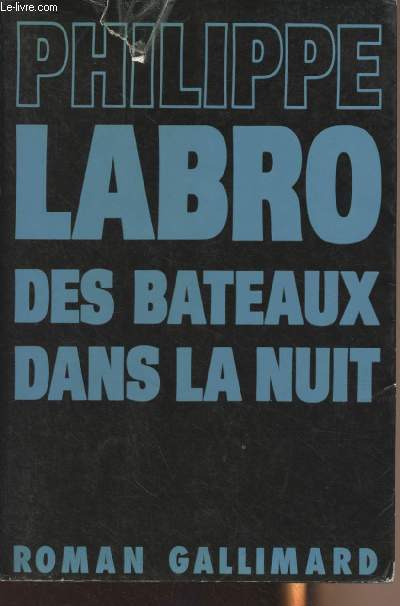 Le-livre.com
PHILIPPE
LABRO
DES BATEAUX
DANS LA NUIT
ROMAN GALLIMARD